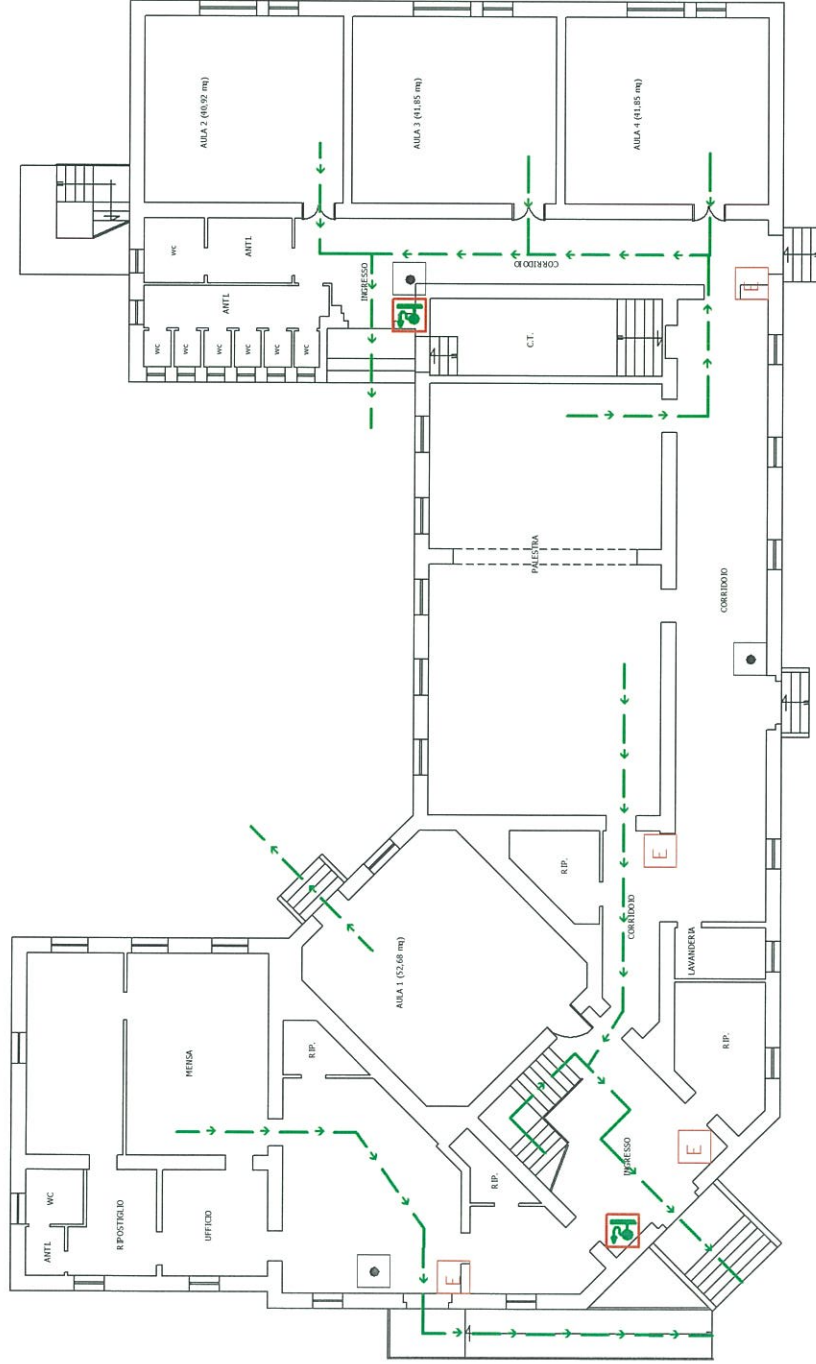 AULA 2 (40,92 mq)
AULA 3 (41,85 mq)
AULA 4 (41,85 mq)
WC
ANTI.
ANTI.
WC
WC
WC
WC
WC
WC
INGRESSO
CORRIDOIO
C.T.
E
PALESTRA
CORRIDOIO
E
RIP.
CORRIDOIO
LAVANDERIA
RIP.
AULA 1 (52,68 mq)
MENSA
RIP.
WC
ANTI.
RIPOSTIGLIO
UFFICIO
RIP.
INGRESSO
E
E